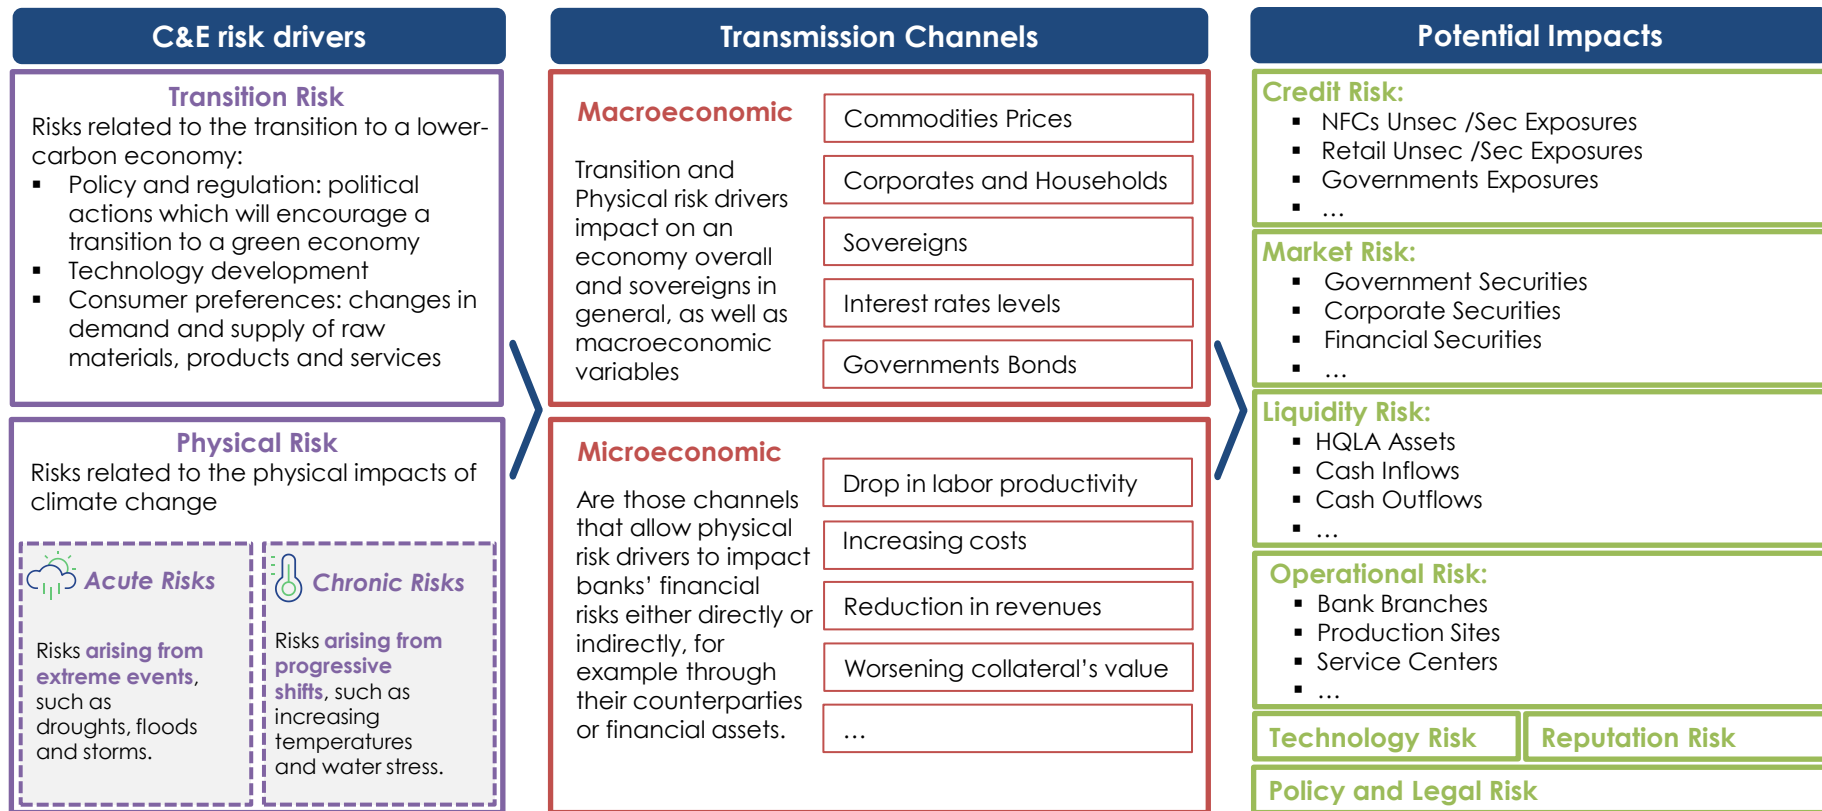 C&E risk drivers
Transition Risk
Risks related to the transition to a lower-
carbon economy:
▪ Policy and regulation: political
actions which will encourage a
transition to a green economy
▪ Technology development
▪ Consumer preferences: changes in
demand and supply of raw
materials, products and services
Physical Risk
Risks related to the physical impacts of
climate change
Acute Risks
Risks arising from
extreme events,
such as
droughts, floods
and storms.
Chronic Risks
Risks arising from
progressive
shifts, such as
increasing
temperatures
and water stress.
Transmission Channels
Macroeconomic
Transition and
Physical risk drivers
impact on an
economy overall
and sovereigns in
general, as well as
macroeconomic
variables
Commodities Prices
Corporates and Households
Sovereigns
Interest rates levels
Governments Bonds
Microeconomic
Are those channels
that allow physical
risk drivers to impact
banks’ financial
risks either directly or
indirectly, for
example through
their counterparties
or financial assets.
Drop in labor productivity
Increasing costs
Reduction in revenues
Worsening collateral’s value
…
Potential Impacts
Credit Risk:
▪ NFCs Unsec /Sec Exposures
▪ Retail Unsec /Sec Exposures
▪ Governments Exposures
▪ …
Market Risk:
▪ Government Securities
▪ Corporate Securities
▪ Financial Securities
▪ …
Liquidity Risk:
▪ HQLA Assets
▪ Cash Inflows
▪ Cash Outflows
▪ …
Operational Risk:
▪ Bank Branches
▪ Production Sites
▪ Service Centers
▪ …
Technology Risk
Reputation Risk
Policy and Legal Risk